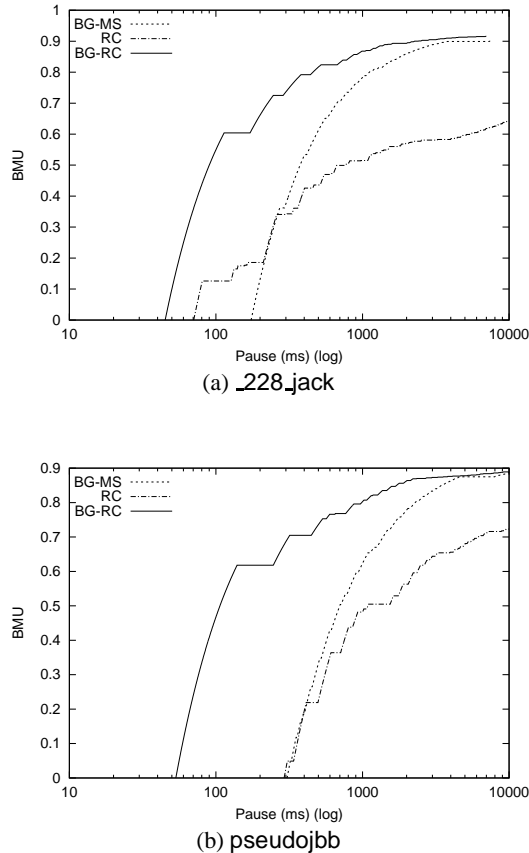 BG-MS
RC
BG-RC
1
0.9
0.8
0.7
0.6
0.5
0.4
0.3
0.2
0.1
0
BMU
10 100 1000 10000
Pause (ms) (log)
(a) _228_jack
BG-MS
RC
BG-RC
0.9
0.8
0.7
0.6
0.5
0.4
0.3
0.2
0.1
0
BMU
10 100 1000 10000
Pause (ms) (log)
(b) pseudojbb